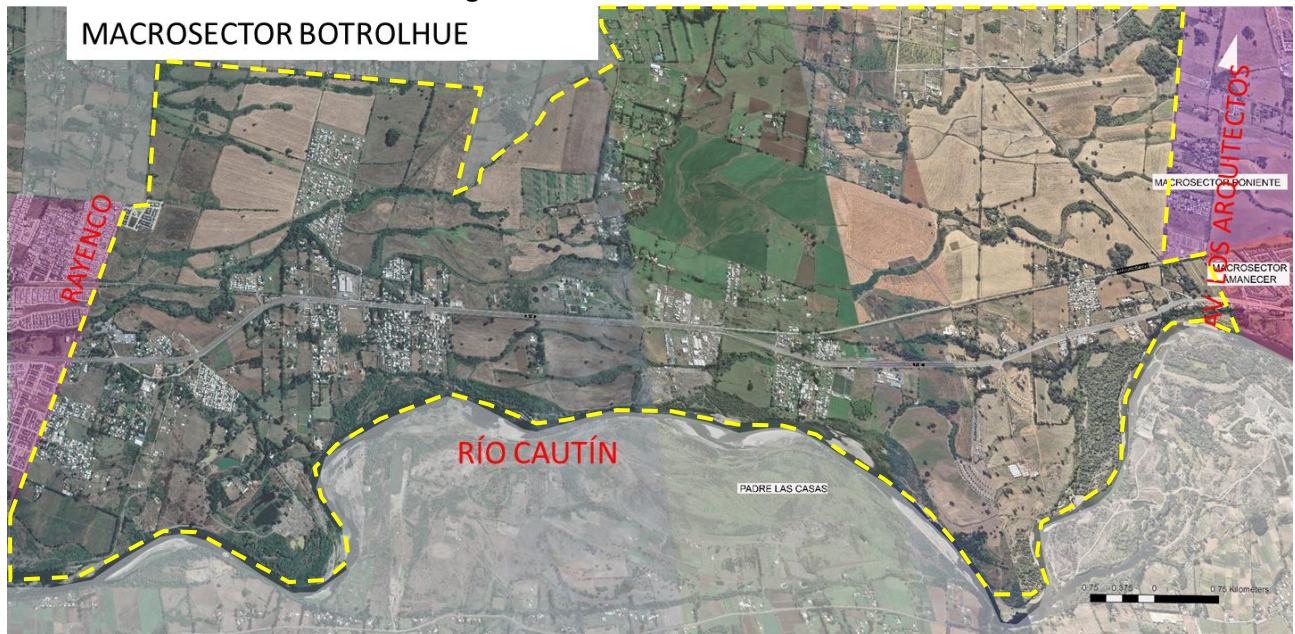 MACROSECTOR BOTROLHUE
RAYENCO
AV. LOS ARQUITECTOS
MACROSECTOR PONIENTE
MACROSECTOR
AMANECER
RÍO CAUTÍN
PADRE LAS CASAS
0.75 0.375 0 0.75 Kilometers